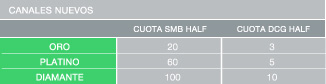 CANALES NUEVOS
CUOTA SMB HALF CUOTA DCG HALF
ORO 20 3
PLATINO 60 5
DIAMANTE 100 10